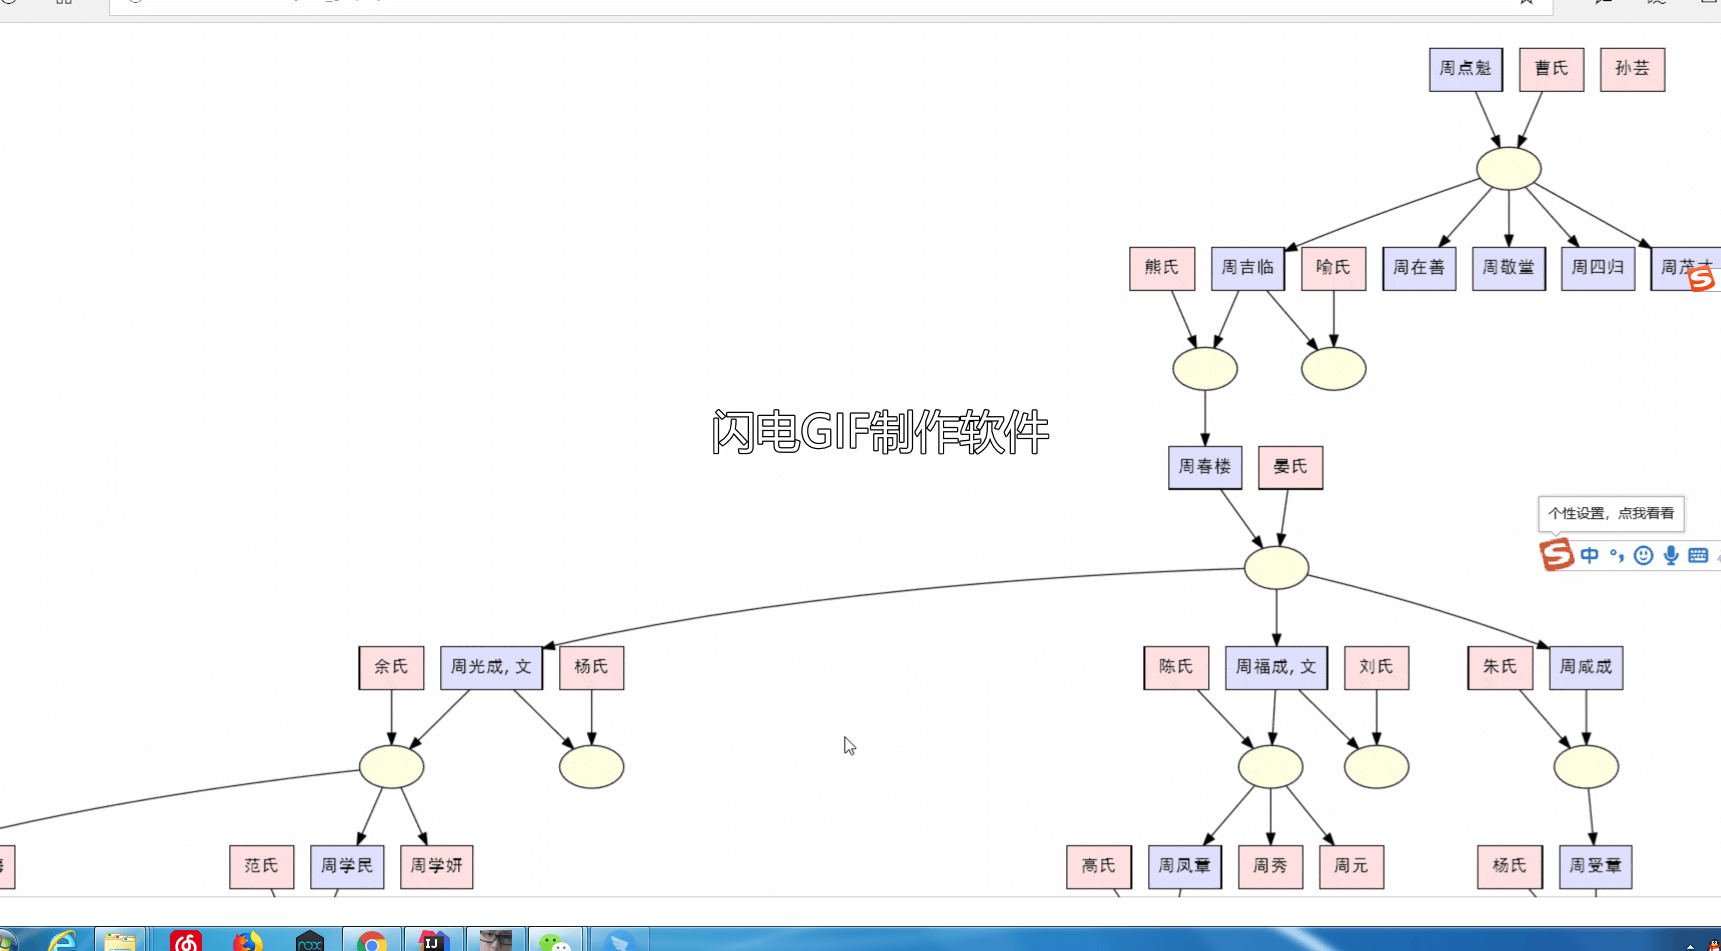 周点魁
曹氏
孙芸
熊氏
周吉临
喻氏
周在善
周敬堂
周四归
周茂才
闪电GIF制作软件
周春楼
晏氏
个性设置，点我看看
中
余氏
周光成, 文
杨氏
陈氏
周福成, 文
刘氏
朱氏
周咸成
范氏
周学民
周学妍
高氏
周凤章
周秀
周元
杨氏
周受章
nox
IJ